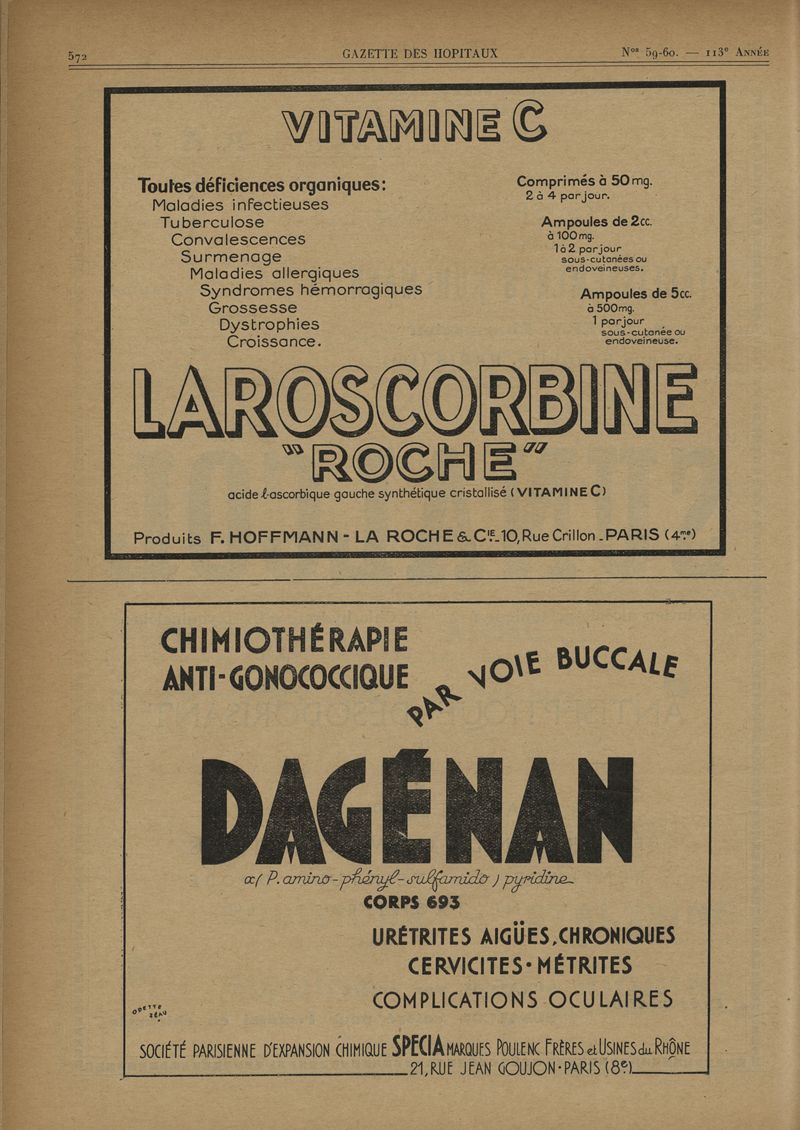 572
GAZETTE DES HOPITAUX
Nos 59-60. — 113e ANNÉE
VITAMINE C
Toutes déficiences organiques:
Maladies infectieuses
Tuberculose
Convalescences
Surmenage
Maladies allergiques
Syndromes hémorragiques
Grossesse
Dystrophies
Croissance.
Comprimés à 50 mg.
2 à 4 par jour.
Ampoules de 2cc.
à 100 mg.
1 à 2 par jour
sous-cutanées ou
endoveineuses.
Ampoules de 5cc.
à 500mg.
1 par jour
sous-cutanée ou
endoveineuse.
LAROSCORBINE
"ROCHE"
acide l-ascorbique gauche synthétique cristallisé (VITAMINE C)
Produits F. HOFFMANN - LA ROCHE & CIE_10, Rue Crillon _ PARIS (4me)
CHIMIOTHÉRAPIE
ANTI-GONOCOCCIQUE
PAR VOIE BUCCALE
DAGÉNAN
α( P. amino-phényl-sulfamido ) pyridine
CORPS 693
URÉTRITES AIGÜES, CHRONIQUES
CERVICITES • MÉTRITES
COMPLICATIONS OCULAIRES
ODETTE
SOCIÉTÉ PARISIENNE D'EXPANSION CHIMIQUE SPECIA MARQUES POULENC FRÈRES et USINES du RHÔNE
21, RUE JEAN GOUJON • PARIS (8e)